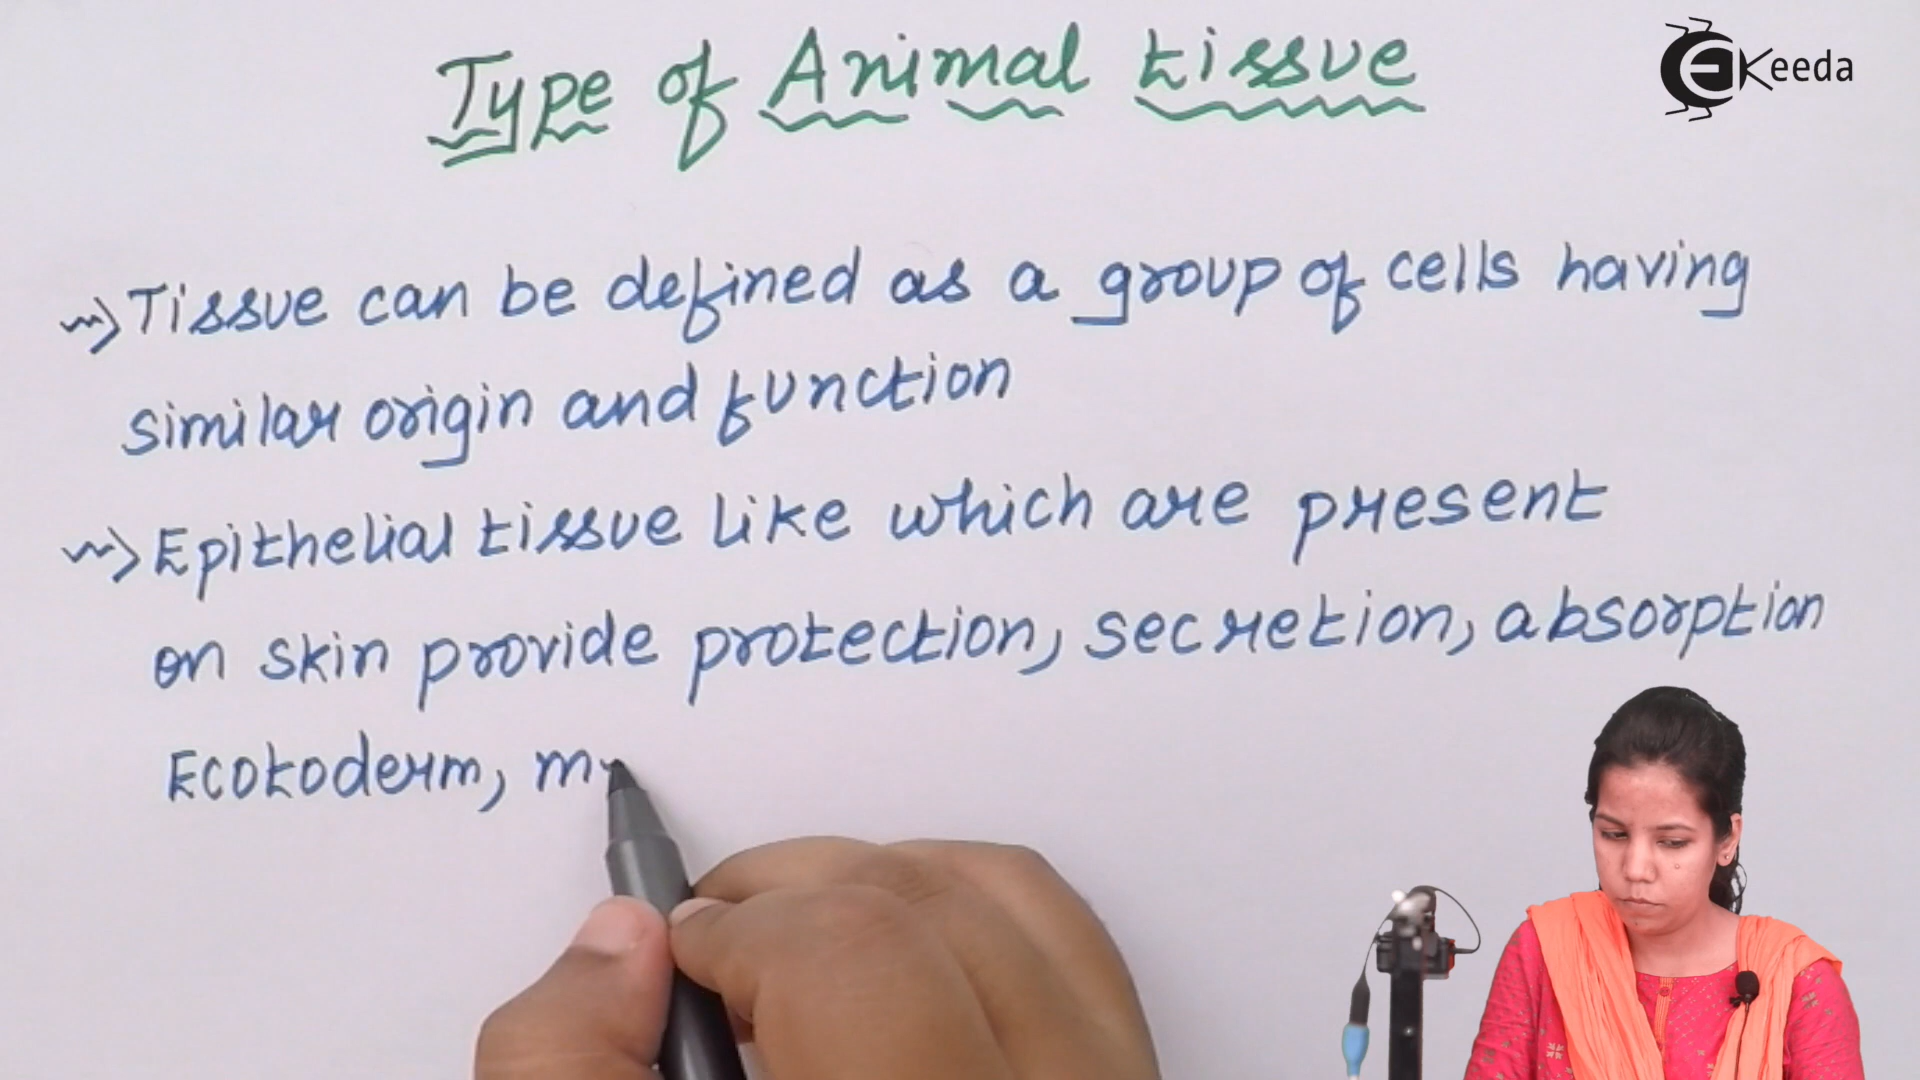 Type of Animal tissue
EKeeda
Tissue can be defined as a group of cells having
similar origin and function
Epithelial tissue like which are present
on skin provide protection, secretion, absorption
Ecotoderm, m